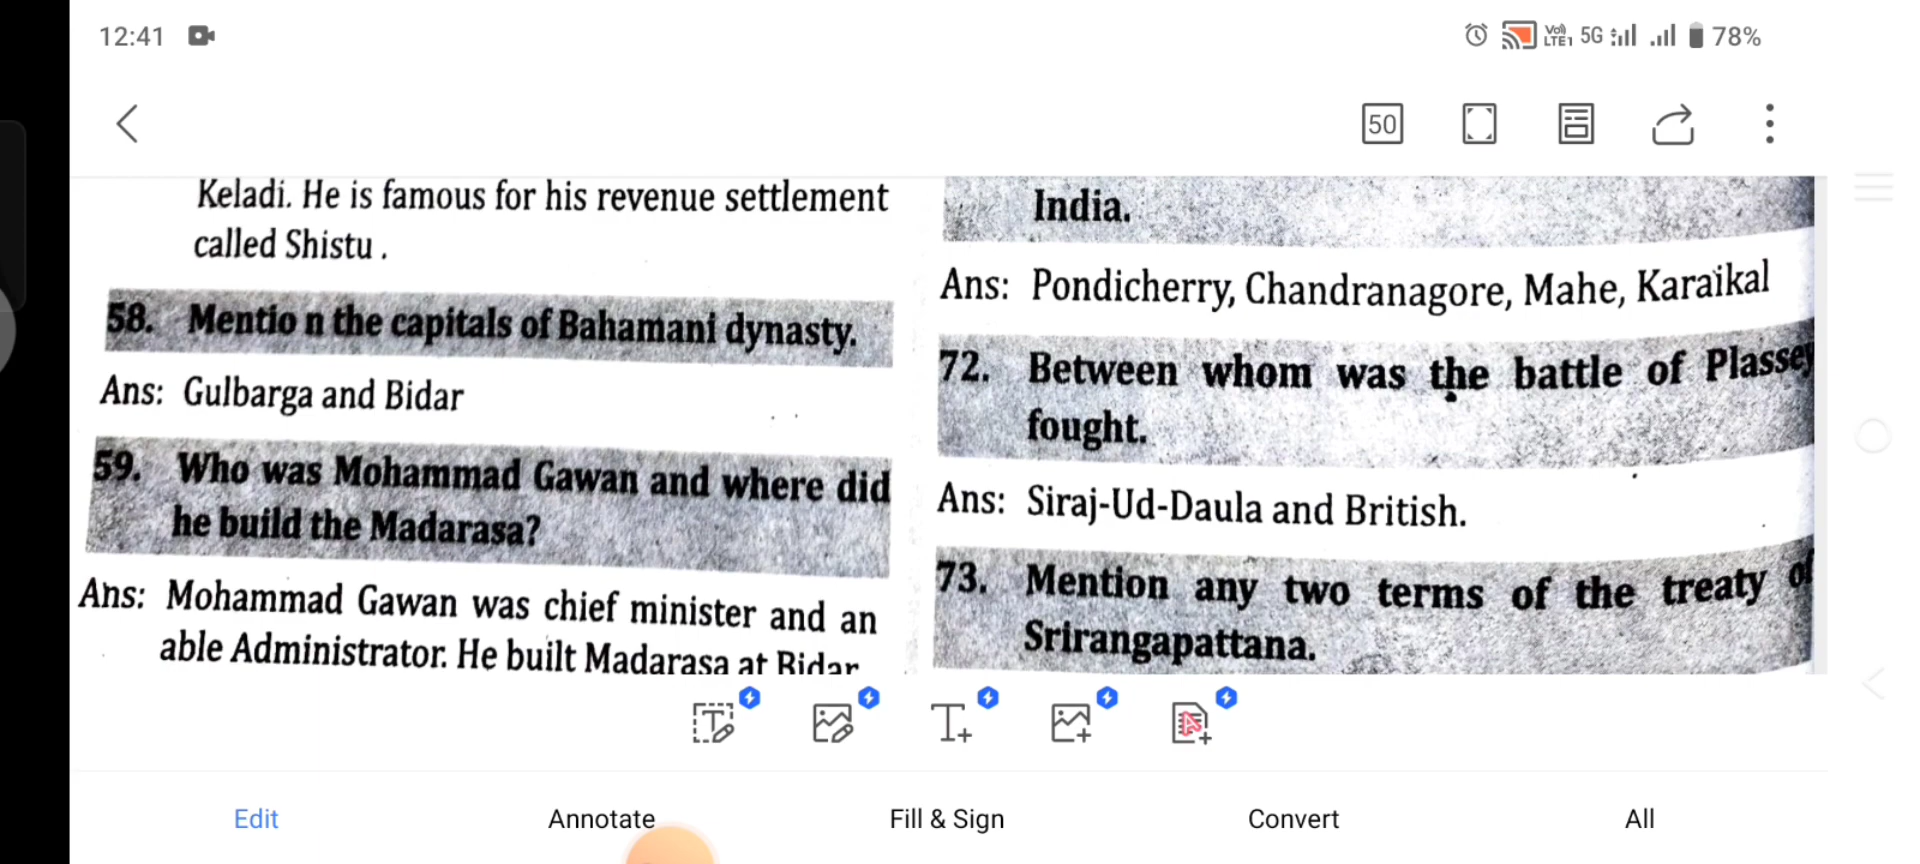 12:41
Vo)) LTE1 5G 78%
50
Keladi. He is famous for his revenue settlement
called Shistu .
58. Mentio n the capitals of Bahamani dynasty.
Ans: Gulbarga and Bidar
59. Who was Mohammad Gawan and where did
he build the Madarasa?
Ans: Mohammad Gawan was chief minister and an
able Administrator. He built Madarasa at Bidar
India.
Ans: Pondicherry, Chandranagore, Mahe, Karaikal
72. Between whom was the battle of Plassey
fought.
Ans: Siraj-Ud-Daula and British.
73. Mention any two terms of the treaty of
Srirangapattana.
Edit Annotate Fill & Sign Convert All